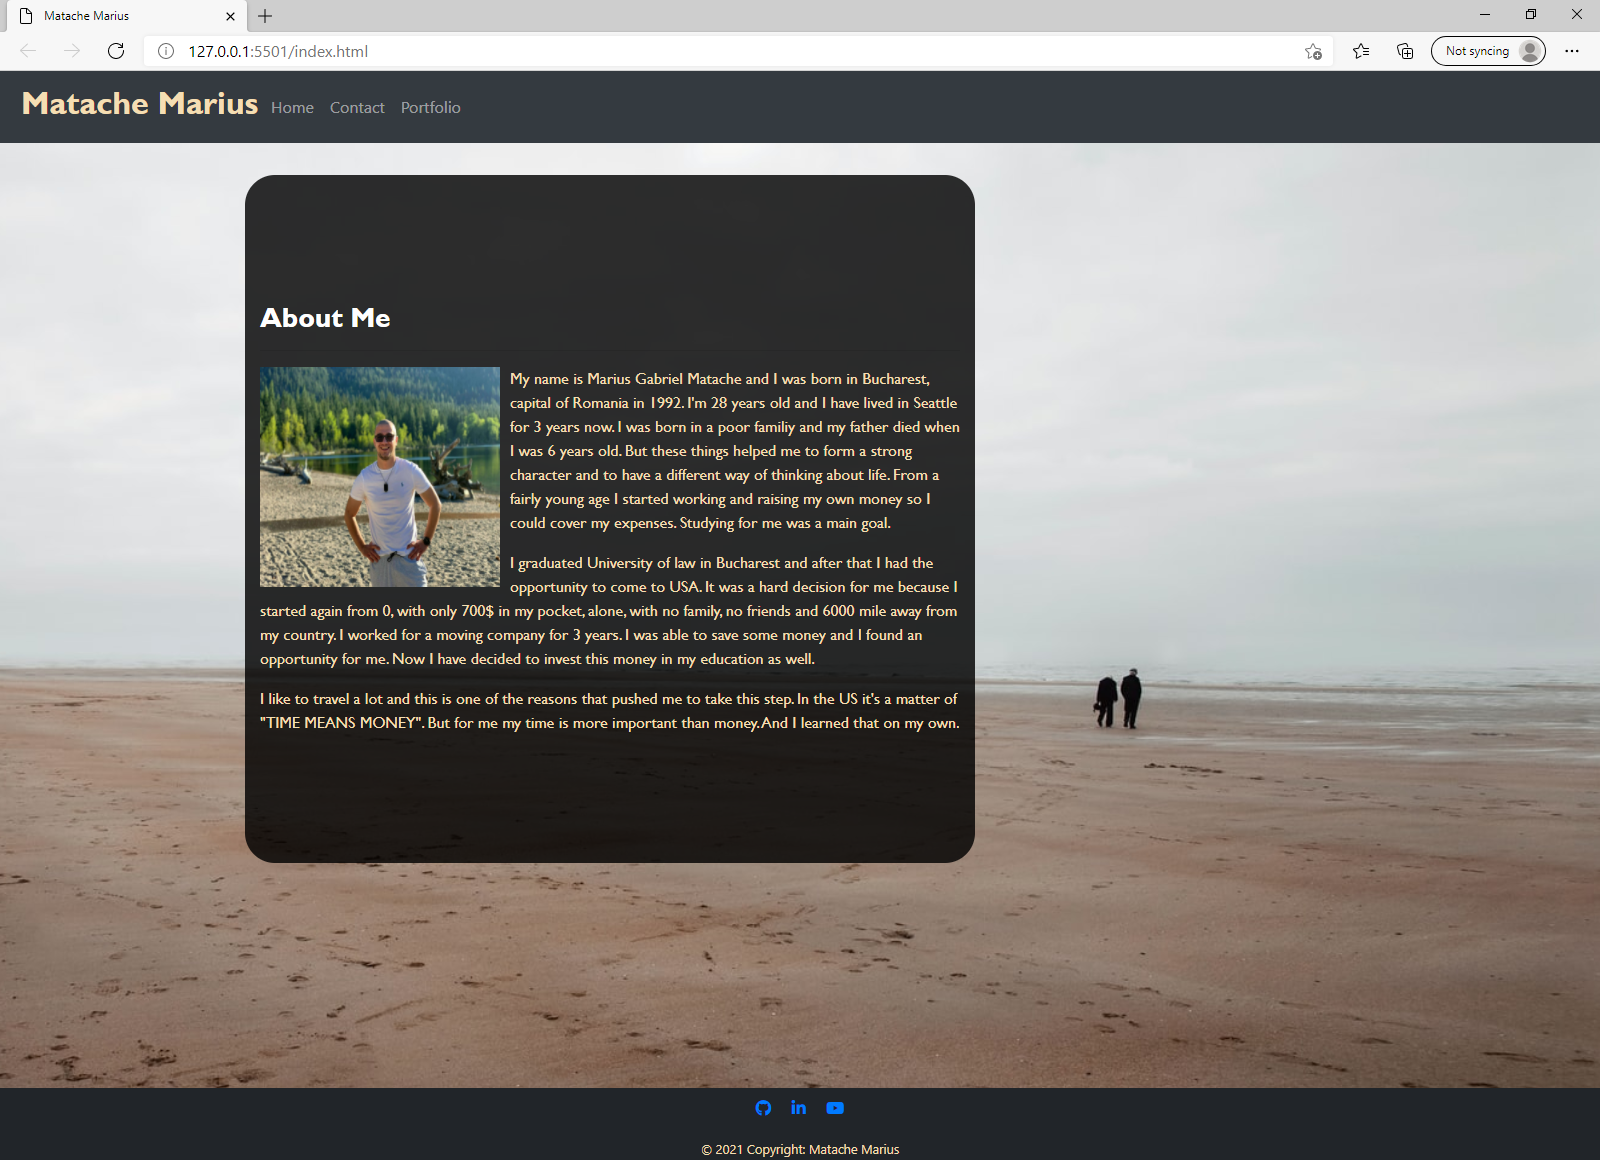 Matache Marius
127.0.0.1:5501/index.html
Not syncing
Matache Marius Home Contact Portfolio
About Me
My name is Marius Gabriel Matache and I was born in Bucharest,
capital of Romania in 1992. I'm 28 years old and I have lived in Seattle
for 3 years now. I was born in a poor familiy and my father died when
I was 6 years old. But these things helped me to form a strong
character and to have a different way of thinking about life. From a
fairly young age I started working and raising my own money so I
could cover my expenses. Studying for me was a main goal.
I graduated University of law in Bucharest and after that I had the
opportunity to come to USA. It was a hard decision for me because I
started again from 0, with only 700$ in my pocket, alone, with no family, no friends and 6000 mile away from
my country. I worked for a moving company for 3 years. I was able to save some money and I found an
opportunity for me. Now I have decided to invest this money in my education as well.
I like to travel a lot and this is one of the reasons that pushed me to take this step. In the US it's a matter of
"TIME MEANS MONEY". But for me my time is more important than money. And I learned that on my own.
© 2021 Copyright: Matache Marius